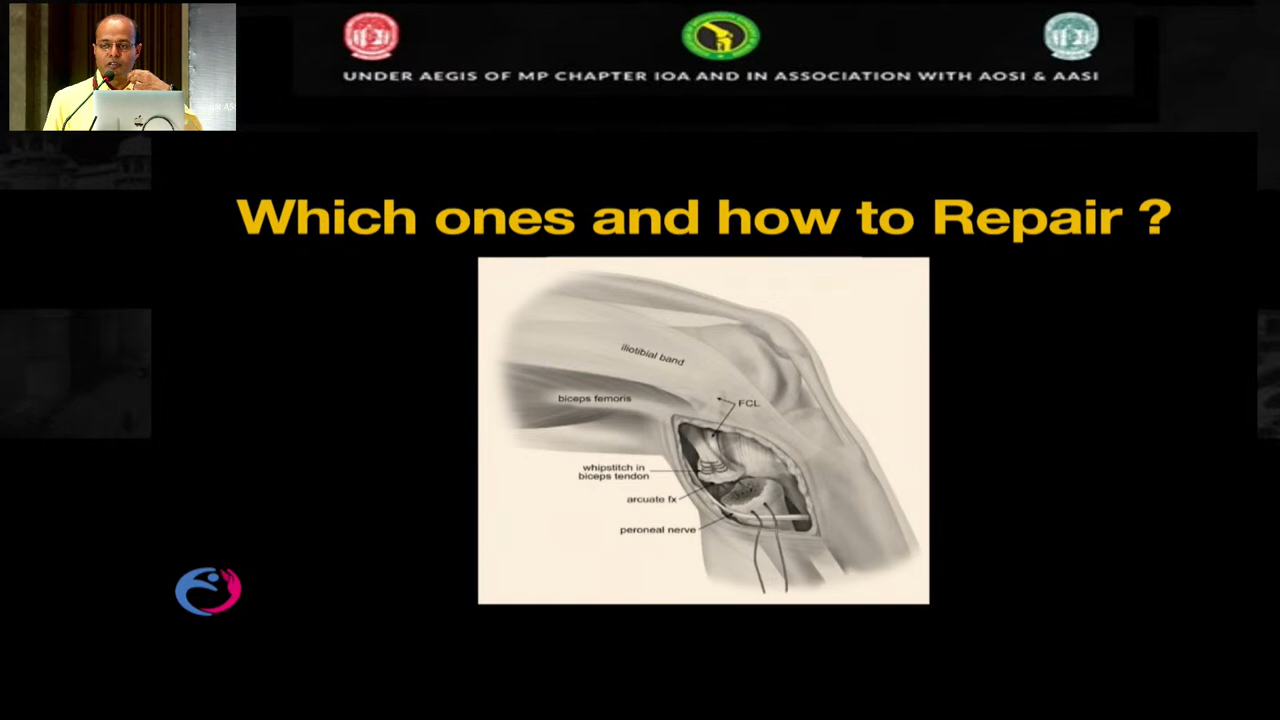 UNDER AEGIS OF MP CHAPTER IOA AND IN ASSOCIATION WITH AOSI & AASI
Which ones and how to Repair ?
iliotibial band
biceps femoris
FCL
whipstitch in
biceps tendon
arcuate fx
peroneal nerve